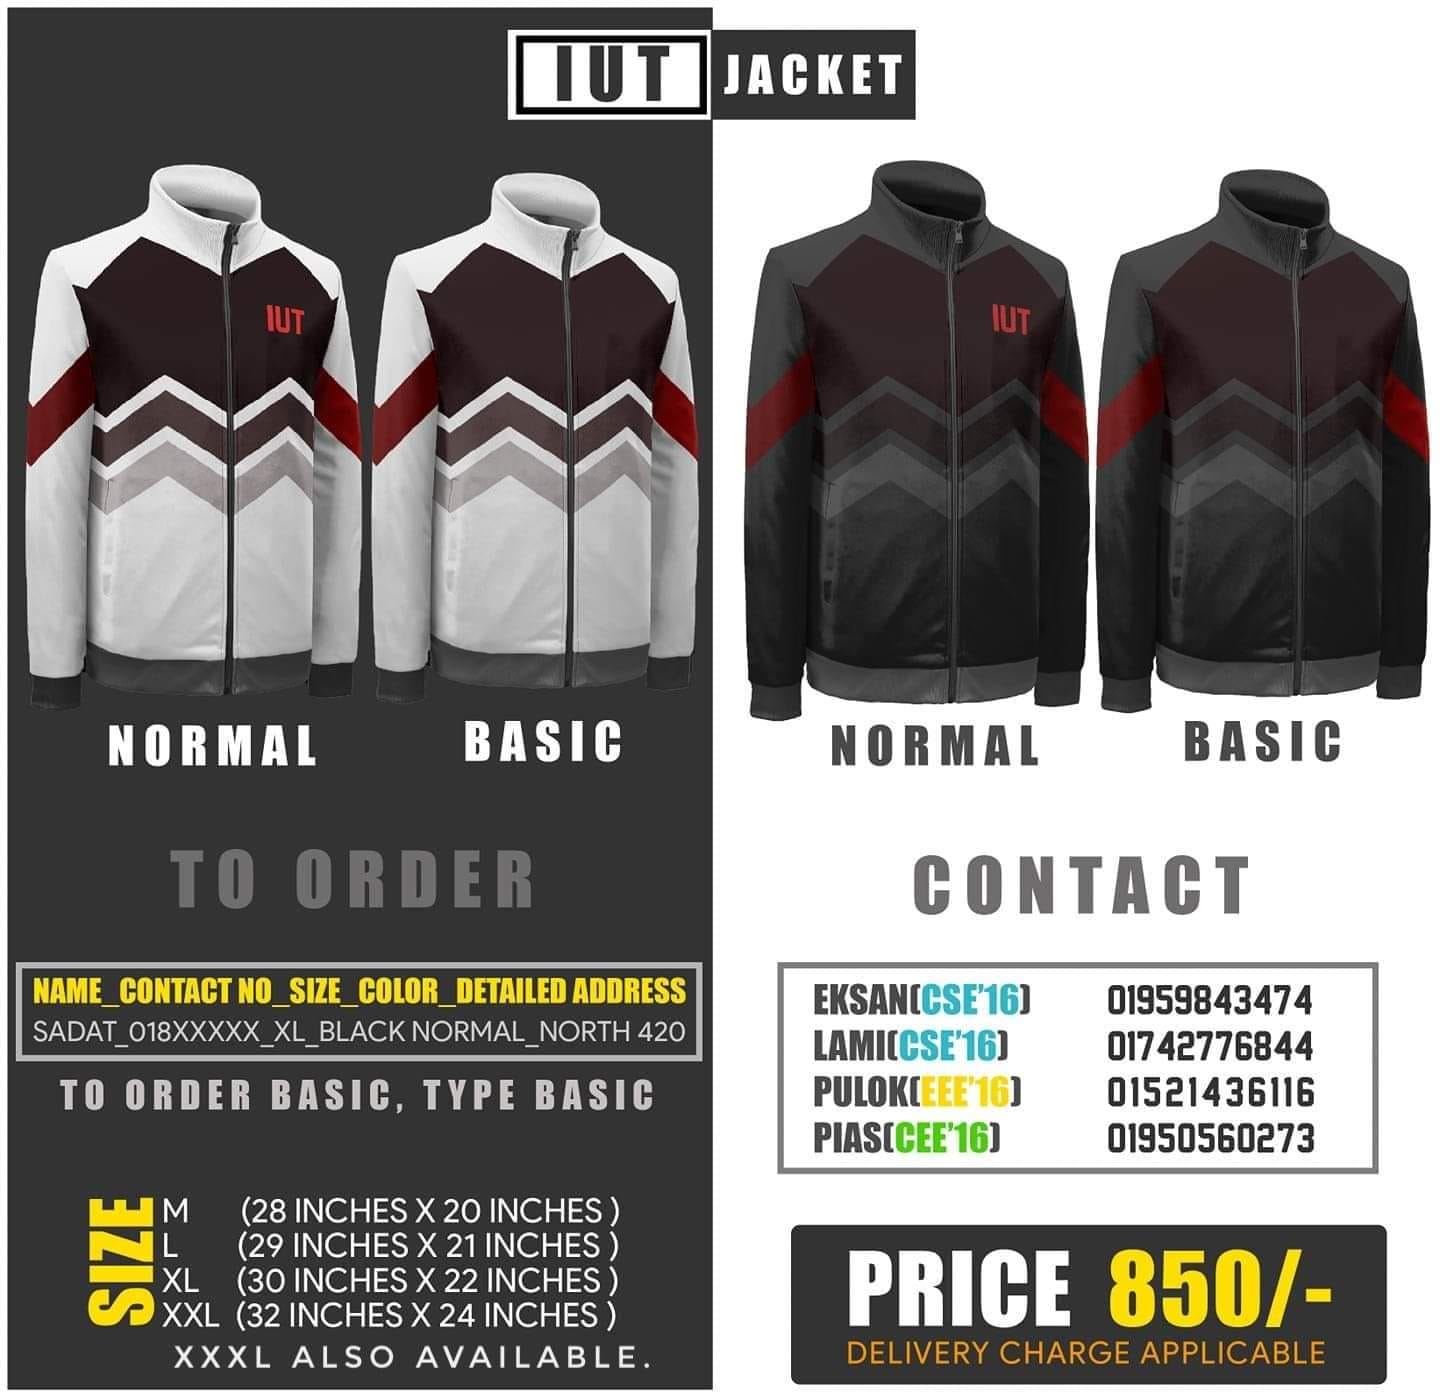 IUT JACKET
IUT
IUT
NORMAL
BASIC
NORMAL
BASIC
TO ORDER
NAME_CONTACT NO_SIZE_COLOR_DETAILED ADDRESS
SADAT_018XXXXX_XL_BLACK NORMAL_NORTH 420
TO ORDER BASIC, TYPE BASIC
SIZE
M (28 INCHES X 20 INCHES )
L (29 INCHES X 21 INCHES )
XL (30 INCHES X 22 INCHES )
XXL (32 INCHES X 24 INCHES )
XXXL ALSO AVAILABLE.
CONTACT
EKSAN(CSE'16) 01959843474
LAMI(CSE'16) 01742776844
PULOK(EEE'16) 01521436116
PIAS(CEE'16) 01950560273
PRICE 850/-
DELIVERY CHARGE APPLICABLE